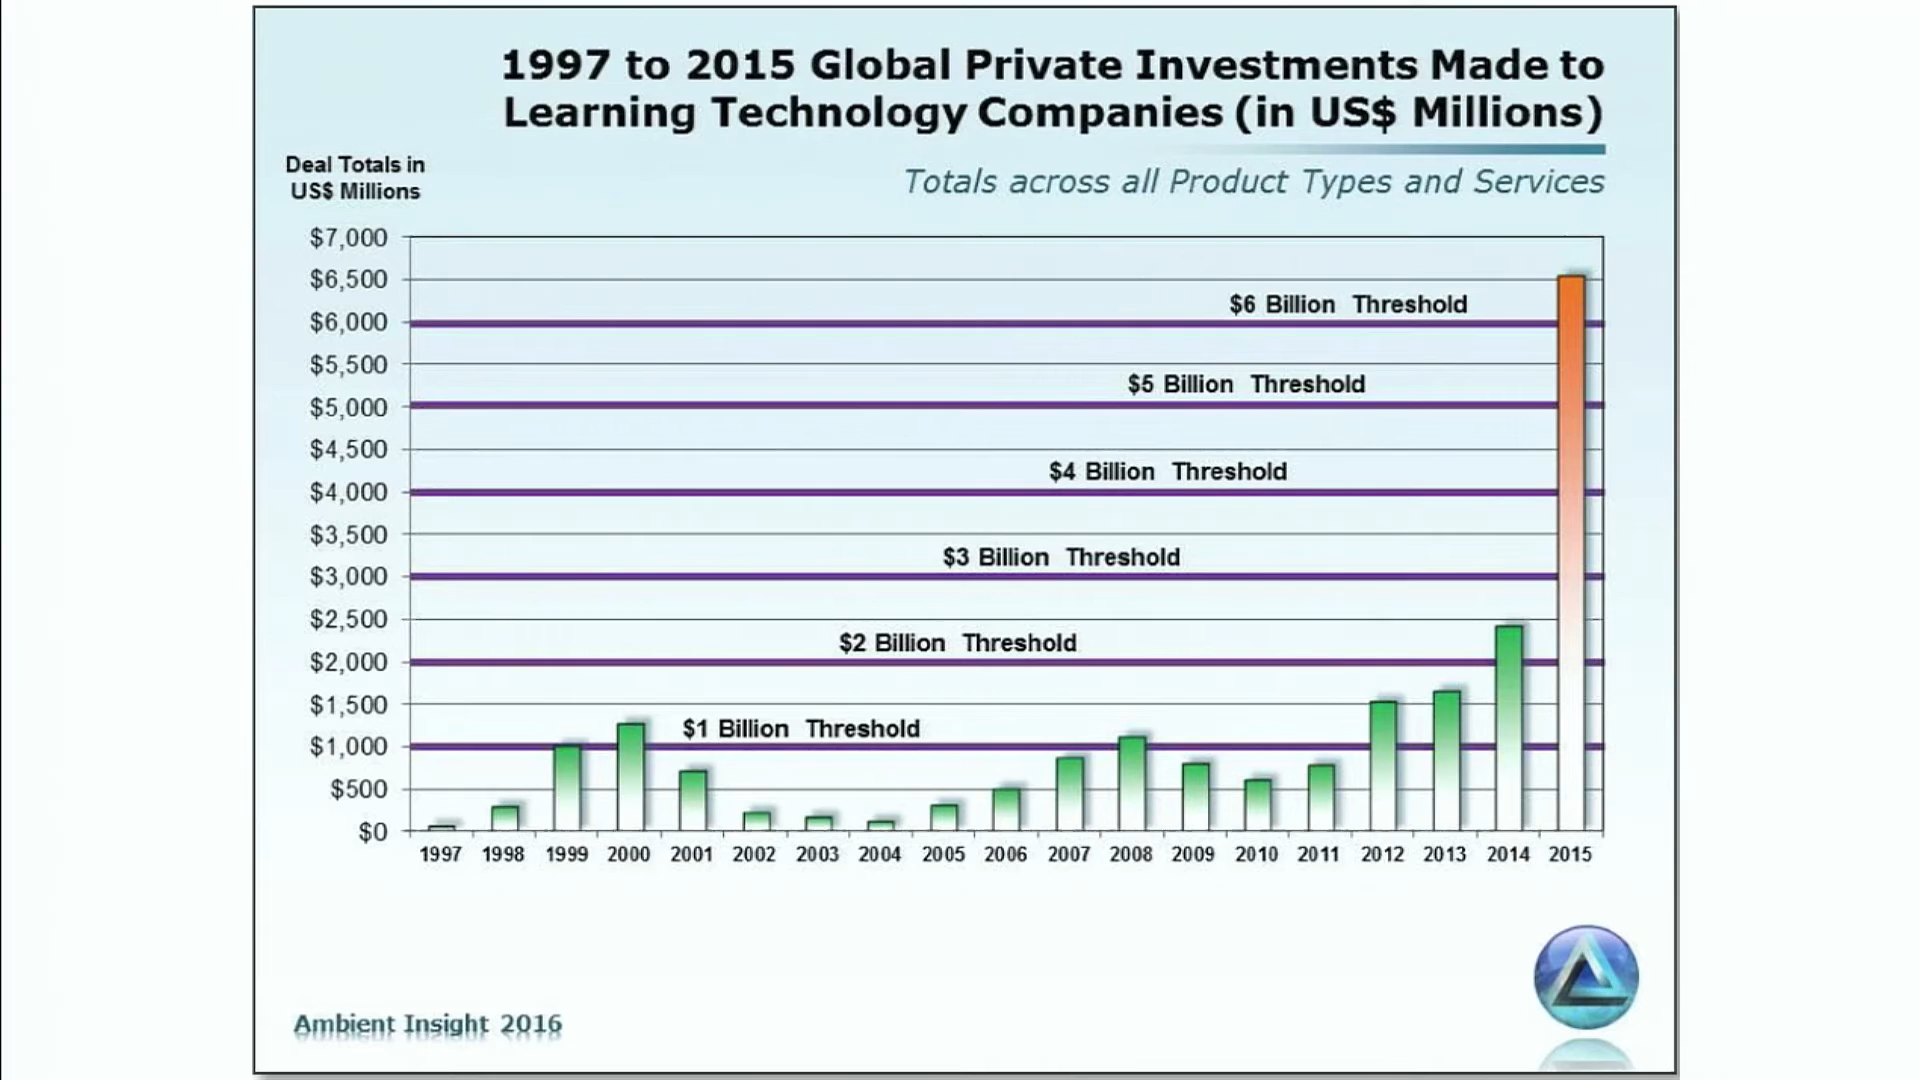 1997 to 2015 Global Private Investments Made to
Learning Technology Companies (in US$ Millions)
Totals across all Product Types and Services
Deal Totals in
US$ Millions
$7,000
$6,500
$6,000
$5,500
$5,000
$4,500
$4,000
$3,500
$3,000
$2,500
$2,000
$1,500
$1,000
$500
$0
$6 Billion Threshold
$5 Billion Threshold
$4 Billion Threshold
$3 Billion Threshold
$2 Billion Threshold
$1 Billion Threshold
1997 1998 1999 2000 2001 2002 2003 2004 2005 2006 2007 2008 2009 2010 2011 2012 2013 2014 2015
Ambient Insight 2016